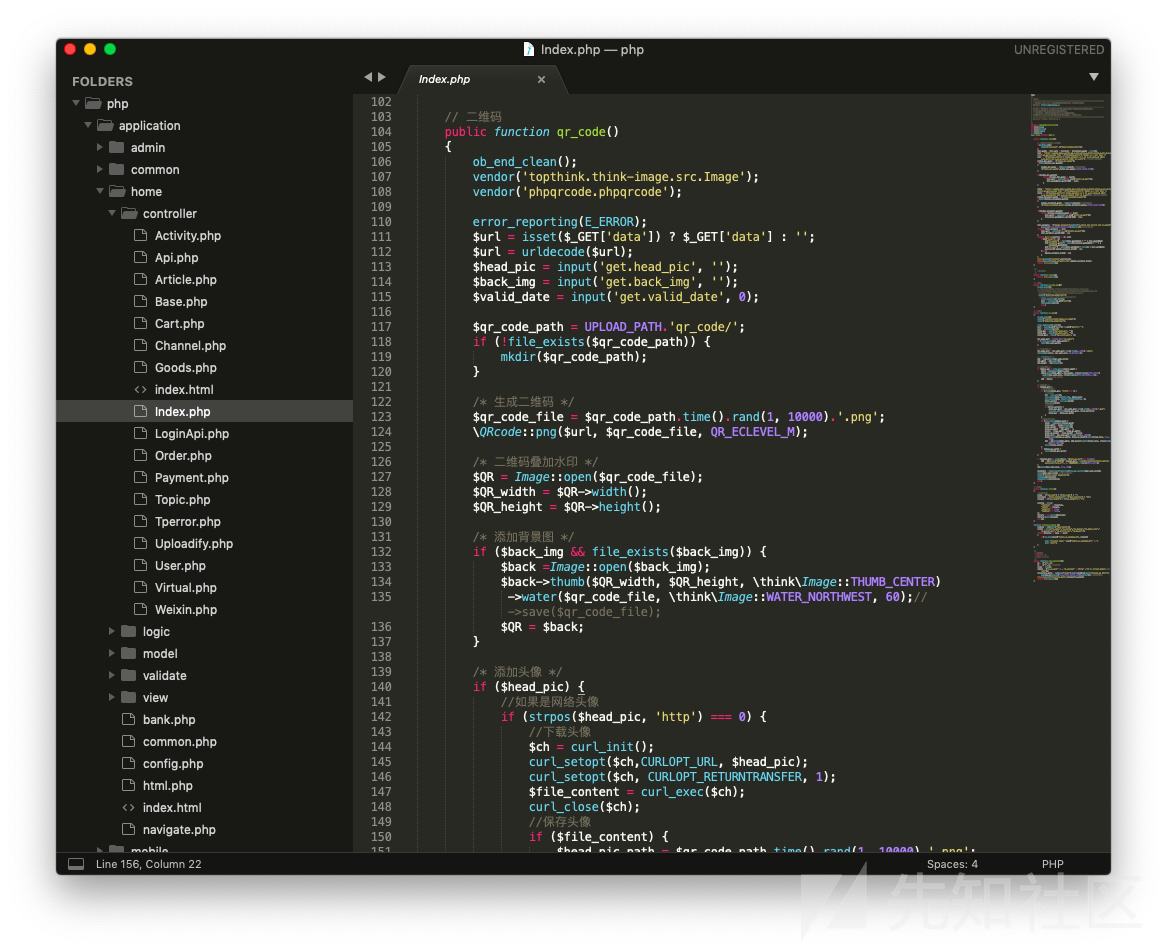 Index.php — php
UNREGISTERED
FOLDERS
php
application
admin
common
home
controller
Activity.php
Api.php
Article.php
Base.php
Cart.php
Channel.php
Goods.php
index.html
Index.php
LoginApi.php
Order.php
Payment.php
Topic.php
Tperror.php
Uploadify.php
User.php
Virtual.php
Weixin.php
logic
model
validate
view
bank.php
common.php
config.php
html.php
index.html
navigate.php
mobile
Index.php
102
103 // 二维码
104 public function qr_code()
105 {
106 ob_end_clean();
107 vendor('topthink.think-image.src.Image');
108 vendor('phpqrcode.phpqrcode');
109
110 error_reporting(E_ERROR);
111 $url = isset($_GET['data']) ? $_GET['data'] : '';
112 $url = urldecode($url);
113 $head_pic = input('get.head_pic', '');
114 $back_img = input('get.back_img', '');
115 $valid_date = input('get.valid_date', 0);
116
117 $qr_code_path = UPLOAD_PATH.'qr_code/';
118 if (!file_exists($qr_code_path)) {
119 mkdir($qr_code_path);
120 }
121
122 /* 生成二维码 */
123 $qr_code_file = $qr_code_path.time().rand(1, 10000).'.png';
124 \QRcode::png($url, $qr_code_file, QR_ECLEVEL_M);
125
126 /* 二维码叠加水印 */
127 $QR = Image::open($qr_code_file);
128 $QR_width = $QR->width();
129 $QR_height = $QR->height();
130
131 /* 添加背景图 */
132 if ($back_img && file_exists($back_img)) {
133 $back =Image::open($back_img);
134 $back->thumb($QR_width, $QR_height, \think\Image::THUMB_CENTER)
135 ->water($qr_code_file, \think\Image::WATER_NORTHWEST, 60);//
->save($qr_code_file);
136 $QR = $back;
137 }
138
139 /* 添加头像 */
140 if ($head_pic) {
141 //如果是网络头像
142 if (strpos($head_pic, 'http') === 0) {
143 //下载头像
144 $ch = curl_init();
145 curl_setopt($ch,CURLOPT_URL, $head_pic);
146 curl_setopt($ch, CURLOPT_RETURNTRANSFER, 1);
147 $file_content = curl_exec($ch);
148 curl_close($ch);
149 //保存头像
150 if ($file_content) {
151 $head_pic_path = $qr_code_path.time().rand(1, 10000).'.png';
Line 156, Column 22
Spaces: 4
PHP
先知社区